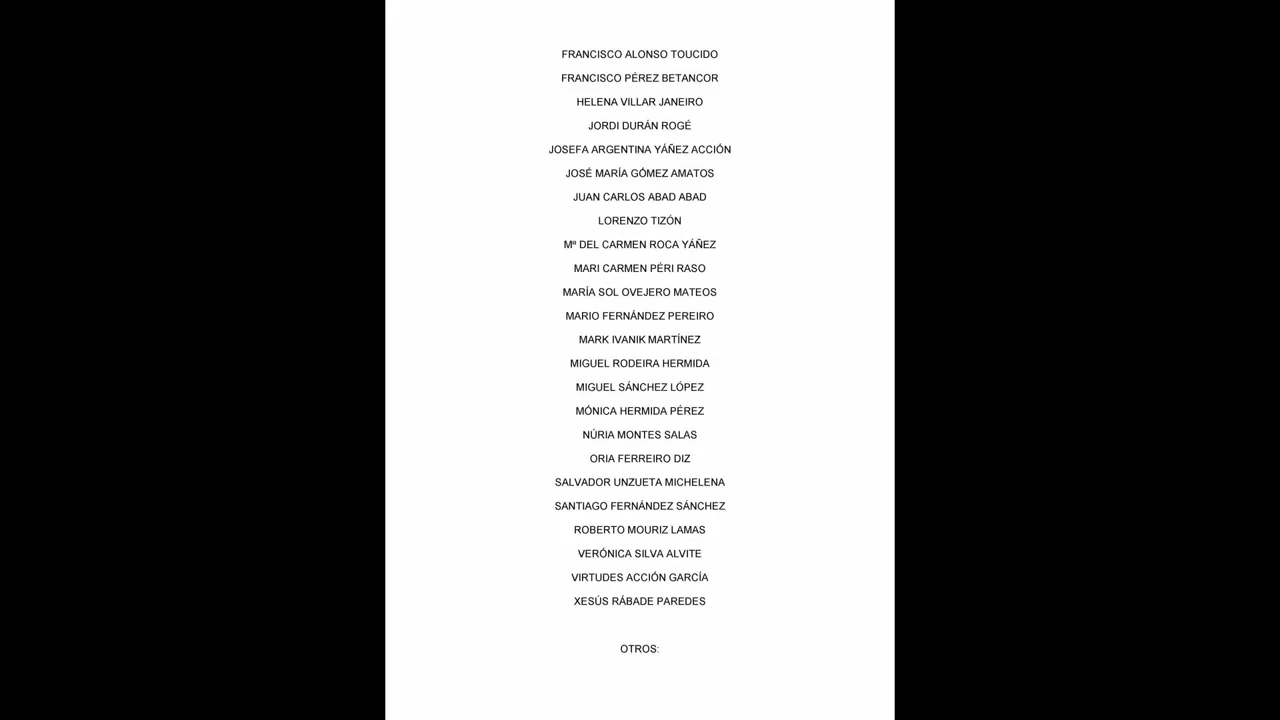 FRANCISCO ALONSO TOUCIDO
FRANCISCO PÉREZ BETANCOR
HELENA VILLAR JANEIRO
JORDI DURÁN ROGÉ
JOSEFA ARGENTINA YÁÑEZ ACCIÓN
JOSÉ MARÍA GÓMEZ AMATOS
JUAN CARLOS ABAD ABAD
LORENZO TIZÓN
Mª DEL CARMEN ROCA YÁÑEZ
MARI CARMEN PÉRI RASO
MARÍA SOL OVEJERO MATEOS
MARIO FERNÁNDEZ PEREIRO
MARK IVANIK MARTÍNEZ
MIGUEL RODEIRA HERMIDA
MIGUEL SÁNCHEZ LÓPEZ
MÓNICA HERMIDA PÉREZ
NÚRIA MONTES SALAS
ORIA FERREIRO DIZ
SALVADOR UNZUETA MICHELENA
SANTIAGO FERNÁNDEZ SÁNCHEZ
ROBERTO MOURIZ LAMAS
VERÓNICA SILVA ALVITE
VIRTUDES ACCIÓN GARCÍA
XESÚS RÁBADE PAREDES
OTROS: